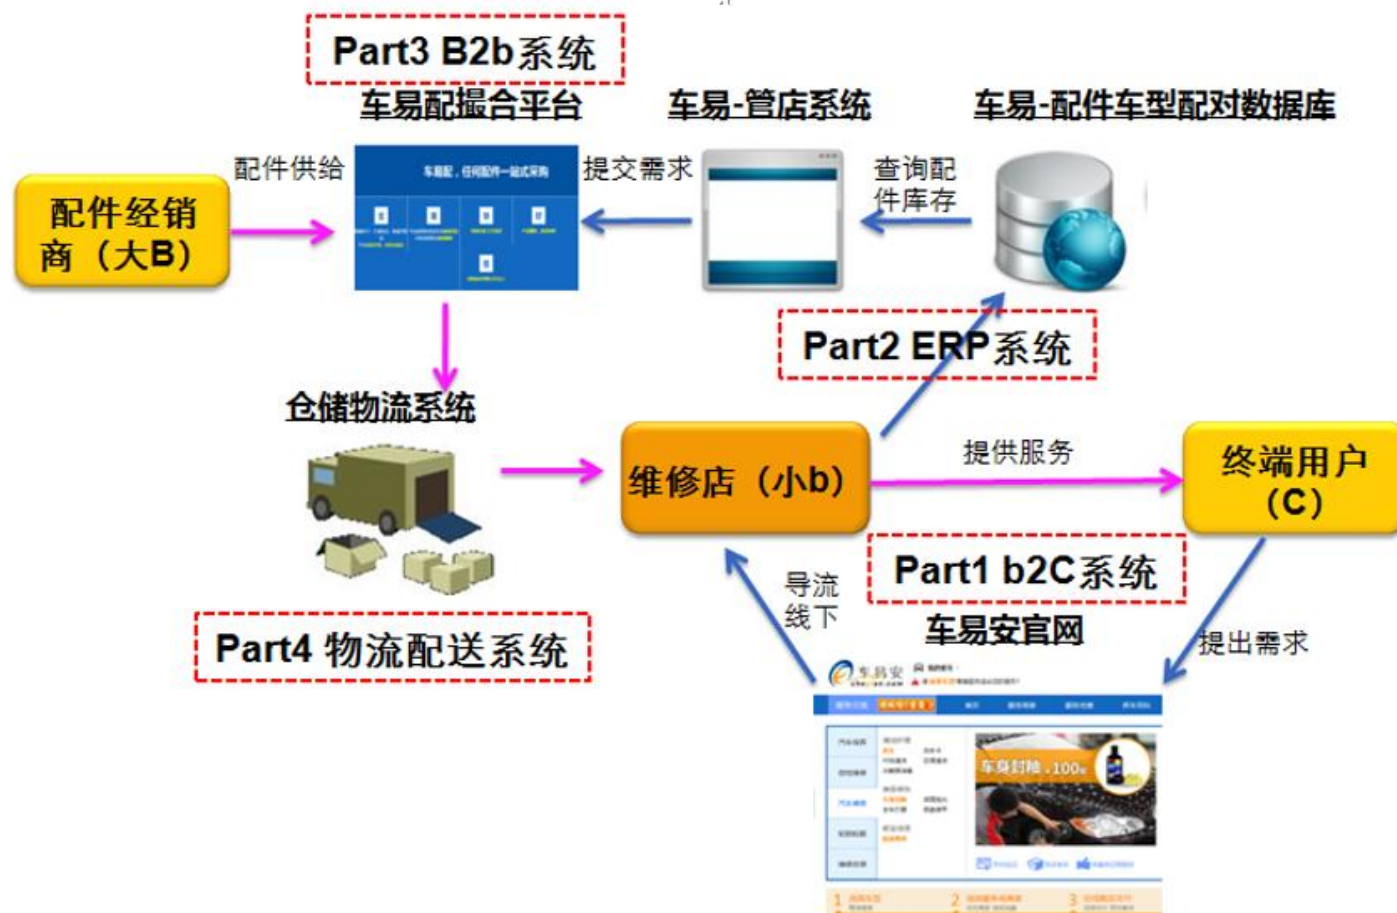 Part3 B2b系统
车易配撮合平台
车易-管店系统
车易-配件车型配对数据库
配件供给
提交需求
查询配
件库存
配件经销
商（大B）
车易配，任何配件一站式采购
Part2 ERP系统
仓储物流系统
维修店（小b）
提供服务
终端用户
（C）
Part1 b2C系统
导流
线下
车易安官网
提出需求
Part4 物流配送系统
车易安
车身封釉
100
1
2
3